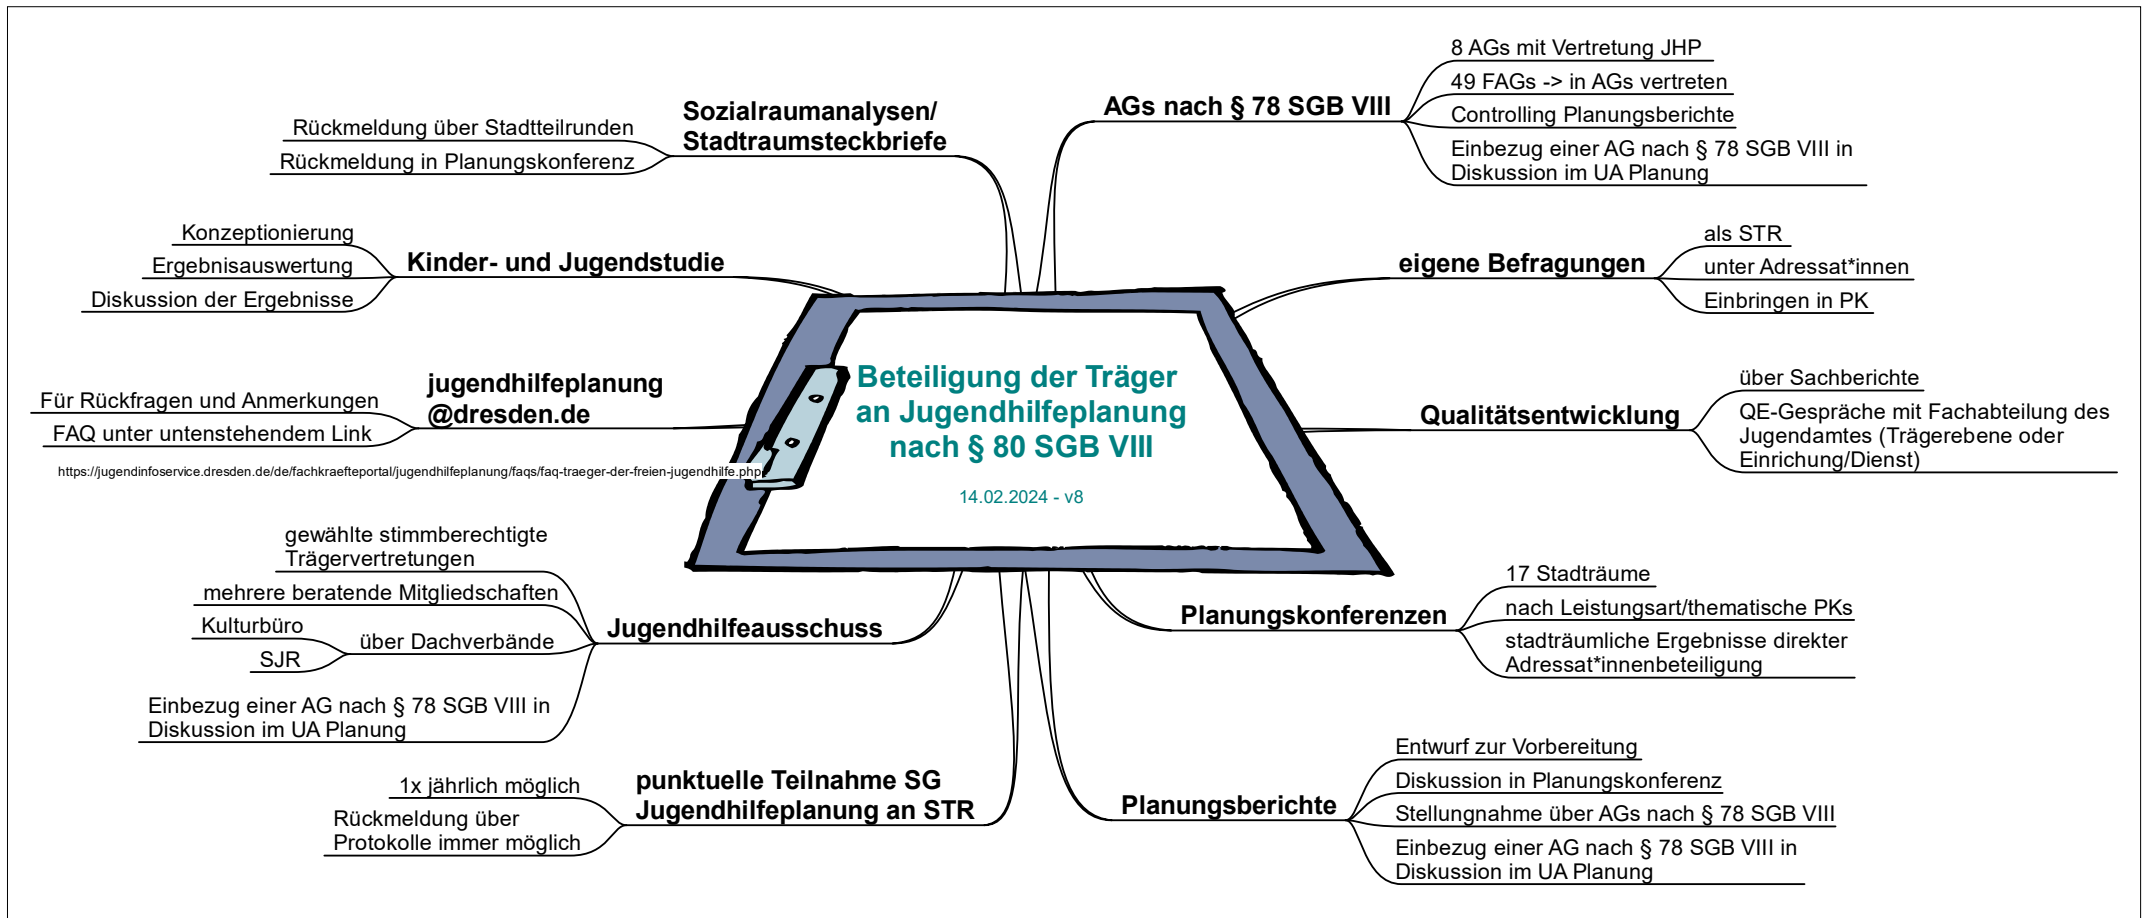 Beteiligung der Träger
an Jugendhilfeplanung
nach § 80 SGB VIII
14.02.2024 - v8
AGs nach § 78 SGB VIII
8 AGs mit Vertretung JHP
49 FAGs -> in AGs vertreten
Controlling Planungsberichte
Einbezug einer AG nach § 78 SGB VIII in
Diskussion im UA Planung
eigene Befragungen
als STR
unter Adressat*innen
Einbringen in PK
Qualitätsentwicklung
über Sachberichte
QE-Gespräche mit Fachabteilung des
Jugendamtes (Trägerebene oder
Einrichung/Dienst)
Planungskonferenzen
17 Stadträume
nach Leistungsart/thematische PKs
stadträumliche Ergebnisse direkter
Adressat*innenbeteiligung
Planungsberichte
Entwurf zur Vorbereitung
Diskussion in Planungskonferenz
Stellungnahme über AGs nach § 78 SGB VIII
Einbezug einer AG nach § 78 SGB VIII in
Diskussion im UA Planung
Sozialraumanalysen/
Stadtraumsteckbriefe
Rückmeldung über Stadtteilrunden
Rückmeldung in Planungskonferenz
Kinder- und Jugendstudie
Konzeptionierung
Ergebnisauswertung
Diskussion der Ergebnisse
jugendhilfeplanung
@dresden.de
Für Rückfragen und Anmerkungen
FAQ unter untenstehendem Link
https://jugendinfoservice.dresden.de/de/fachkraefteportal/jugendhilfeplanung/faqs/faq-traeger-der-freien-jugendhilfe.php
Jugendhilfeausschuss
gewählte stimmberechtigte
Trägervertretungen
mehrere beratende Mitgliedschaften
über Dachverbände
Kulturbüro
SJR
Einbezug einer AG nach § 78 SGB VIII in
Diskussion im UA Planung
punktuelle Teilnahme SG
Jugendhilfeplanung an STR
1x jährlich möglich
Rückmeldung über
Protokolle immer möglich